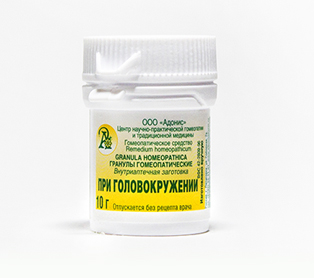 ООО «Адонис»
Центр научно-практической гомеопатии
и традиционной медицины
Гомеопатическое средство
Remedium homeopathicum
GRANULA HOMEOPATHICA
ГРАНУЛЫ ГОМЕОПАТИЧЕСКИЕ
Внутриаптечная заготовка
ПРИ ГОЛОВОКРУЖЕНИИ
10 г
Отпускается без рецепта врача